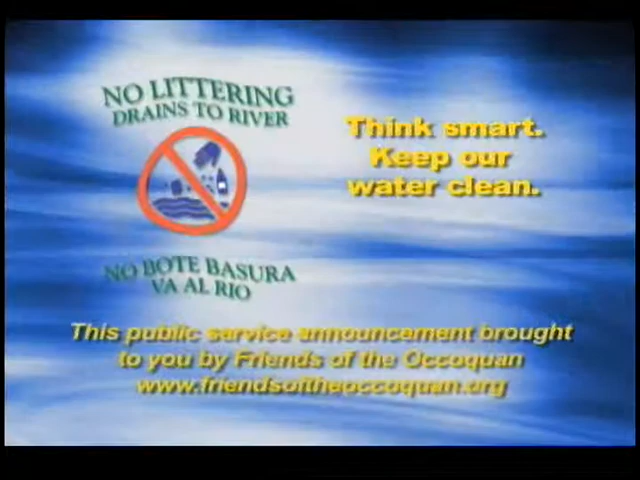 NO LITTERING
DRAINS TO RIVER
NO BOTE BASURA
VA AL RIO
Think smart.
Keep our
water clean.
This public service announcement brought
to you by Friends of the Occoquan
www.friendsoftheoccoquan.org